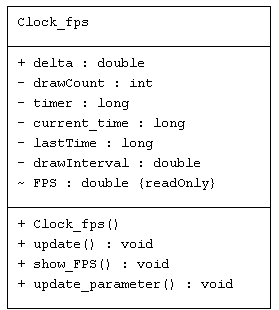 Clock_fps
+ delta : double
- drawCount : int
- timer : long
- current_time : long
- lastTime : long
- drawInterval : double
~ FPS : double {readOnly}
+ Clock_fps()
+ update() : void
+ show_FPS() : void
+ update_parameter() : void